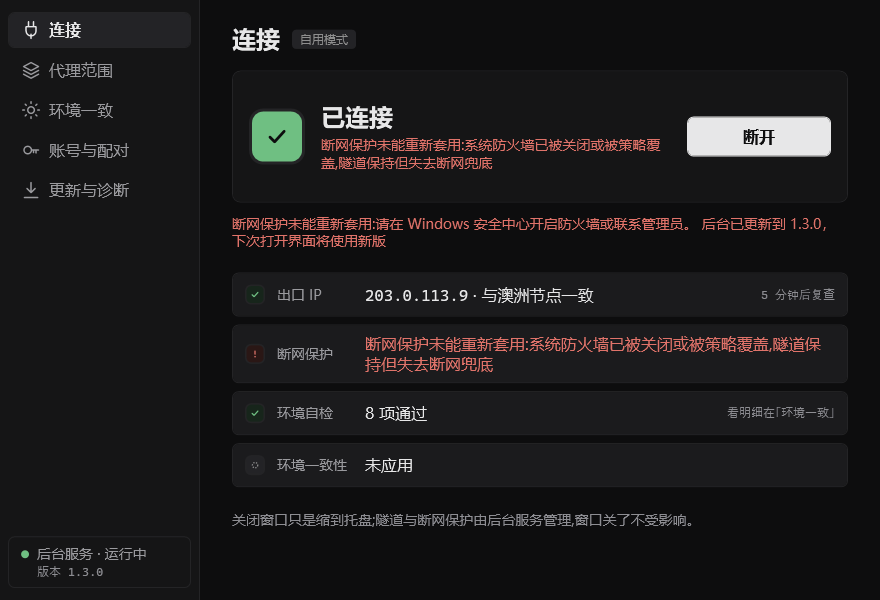 连接
代理范围
环境一致
账号与配对
更新与诊断
后台服务 · 运行中
版本 1.3.0
连接 自用模式
已连接
断网保护未能重新套用:系统防火墙已被关闭或被策略覆
盖,隧道保持但失去断网兜底
断开
断网保护未能重新套用:请在 Windows 安全中心开启防火墙或联系管理员。 后台已更新到 1.3.0,
下次打开界面将使用新版
出口 IP 203.0.113.9 · 与澳洲节点一致 5 分钟后复查
断网保护 断网保护未能重新套用:系统防火墙已被关闭或被策略覆盖,隧道保
持但失去断网兜底
环境自检 8 项通过 看明细在「环境一致」
环境一致性 未应用
关闭窗口只是缩到托盘;隧道与断网保护由后台服务管理,窗口关了不受影响。